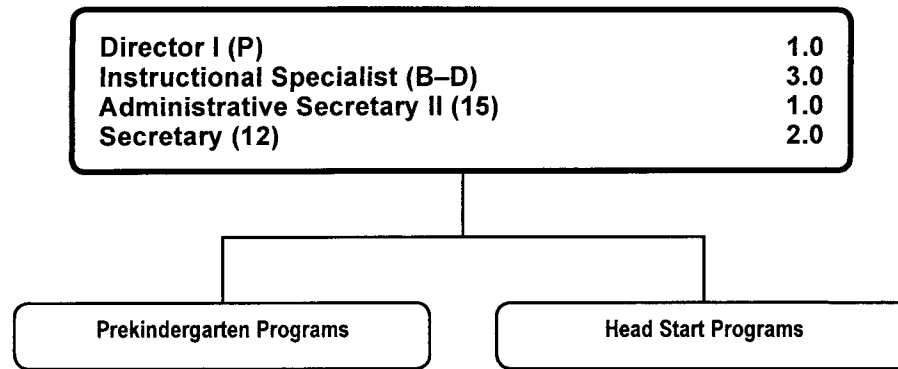 Director I (P) 1.0
Instructional Specialist (B–D) 3.0
Administrative Secretary II (15) 1.0
Secretary (12) 2.0
Prekindergarten Programs
Head Start Programs